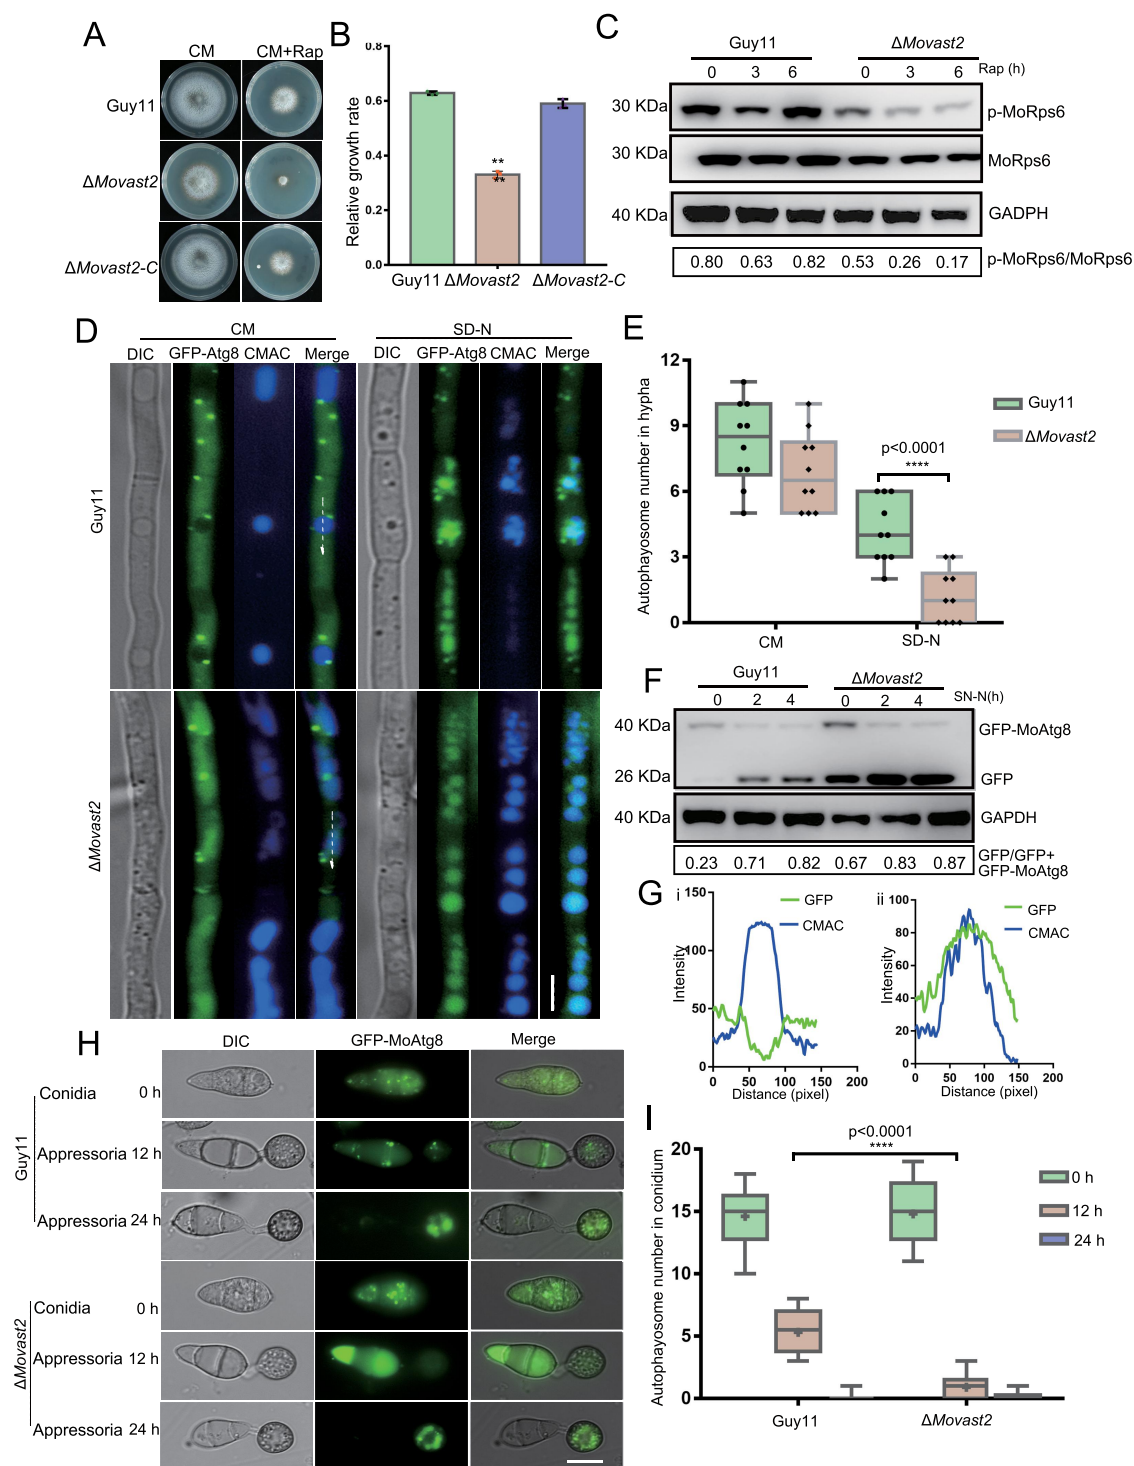 A
CM CM+Rap
Guy11
ΔMovast2
ΔMovast2-C
B
Relative growth rate
0.8
0.6
0.4
0.2
0.0
**
**
Guy11 ΔMovast2 ΔMovast2-C
C
Guy11 ΔMovast2
0 3 6 0 3 6 Rap (h)
30 KDa p-MoRps6
30 KDa MoRps6
40 KDa GADPH
0.80 0.63 0.82 0.53 0.26 0.17 p-MoRps6/MoRps6
D
CM SD-N
DIC GFP-Atg8 CMAC Merge DIC GFP-Atg8 CMAC Merge
Guy11
ΔMovast2
E
Autophayosome number in hypha
12
9
6
3
0
p<0.0001
****
CM SD-N
Guy11
ΔMovast2
F
Guy11 ΔMovast2
0 2 4 0 2 4 SN-N(h)
40 KDa GFP-MoAtg8
26 KDa GFP
40 KDa GAPDH
0.23 0.71 0.82 0.67 0.83 0.87 GFP/GFP+
GFP-MoAtg8
G
i
Intensity
150
100
50
0
0 50 100 150 200
Distance (pixel)
GFP
CMAC
ii
Intensity
100
80
60
40
20
0
0 50 100 150 200
Distance (pixel)
GFP
CMAC
H
DIC GFP-MoAtg8 Merge
Guy11
Conidia 0 h
Appressoria 12 h
Appressoria 24 h
ΔMovast2
Conidia 0 h
Appressoria 12 h
Appressoria 24 h
I
Autophayosome number in conidium
20
15
10
5
0
p<0.0001
****
Guy11 ΔMovast2
0 h
12 h
24 h